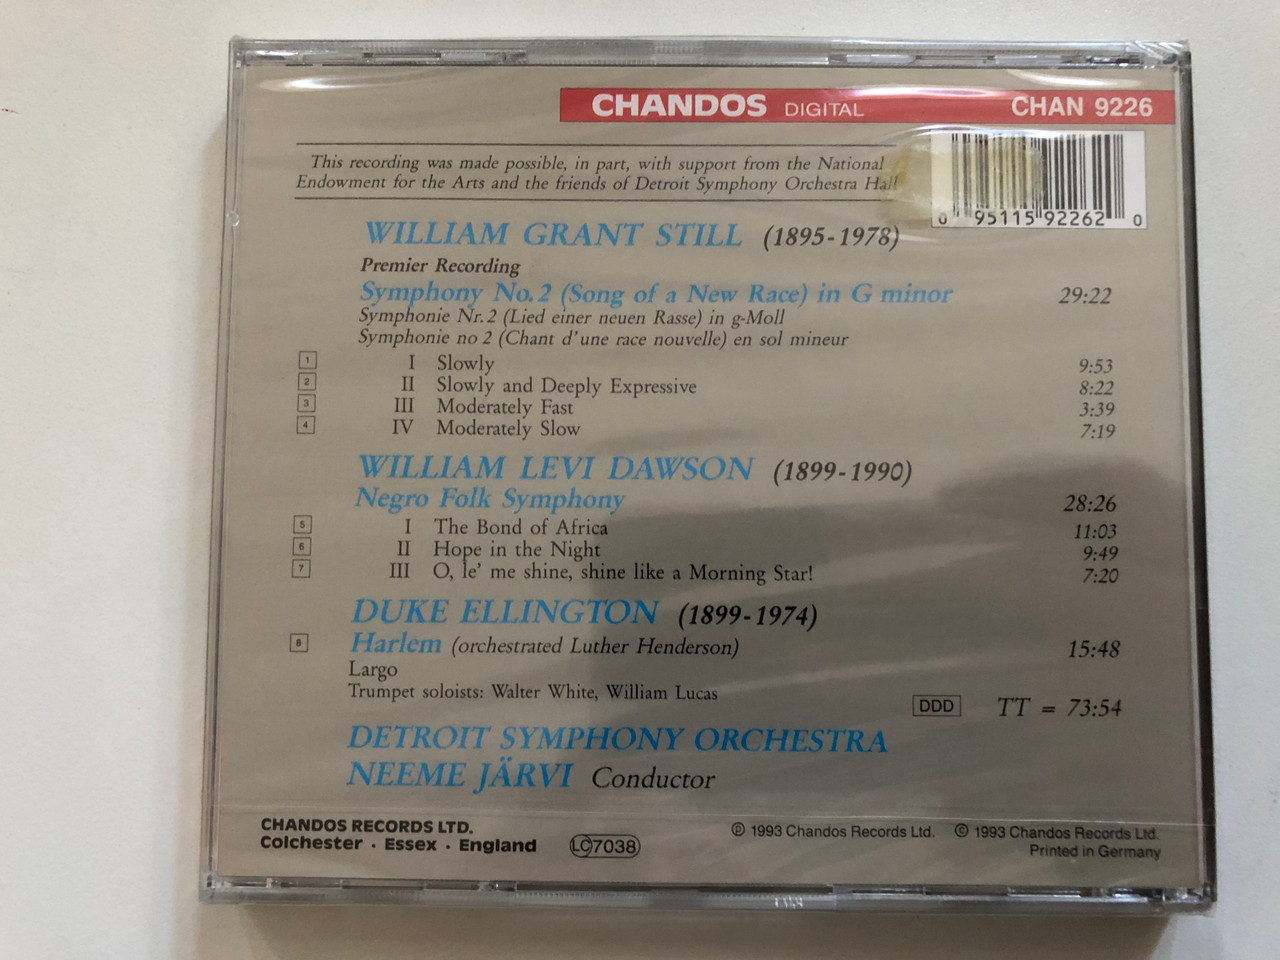 CHANDOS DIGITAL CHAN 9226
This recording was made possible, in part, with support from the National
Endowment for the Arts and the friends of Detroit Symphony Orchestra Hall
0 95115 92262 0
WILLIAM GRANT STILL (1895-1978)
Premier Recording
Symphony No. 2 (Song of a New Race) in G minor 29:22
Symphonie Nr. 2 (Lied einer neuen Rasse) in g-Moll
Symphonie no 2 (Chant d'une race nouvelle) en sol mineur
1 I Slowly 9:53
2 II Slowly and Deeply Expressive 8:22
3 III Moderately Fast 3:39
4 IV Moderately Slow 7:19
WILLIAM LEVI DAWSON (1899-1990)
Negro Folk Symphony 28:26
5 I The Bond of Africa 11:03
6 II Hope in the Night 9:49
7 III O, le' me shine, shine like a Morning Star! 7:20
DUKE ELLINGTON (1899-1974)
8 Harlem (orchestrated Luther Henderson) 15:48
Largo
Trumpet soloists: Walter White, William Lucas
DDD TT = 73:54
DETROIT SYMPHONY ORCHESTRA
NEEME JÄRVI Conductor
CHANDOS RECORDS LTD.
Colchester · Essex · England
LC 7038
℗ 1993 Chandos Records Ltd. © 1993 Chandos Records Ltd.
Printed in Germany